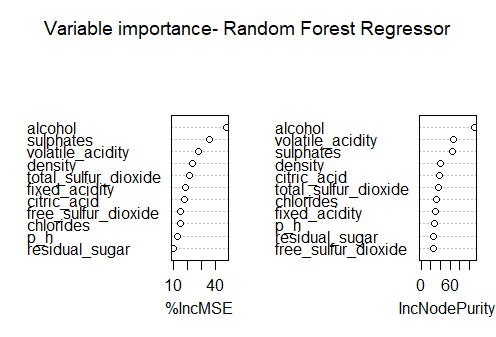 Variable importance- Random Forest Regressor
alcohol
sulphates
volatile_acidity
density
total_sulfur_dioxide
fixed_acidity
citric_acid
free_sulfur_dioxide
chlorides
p_h
residual_sugar
10 40
%IncMSE
alcohol
volatile_acidity
sulphates
density
citric_acid
total_sulfur_dioxide
chlorides
fixed_acidity
p_h
residual_sugar
free_sulfur_dioxide
0 60
IncNodePurity